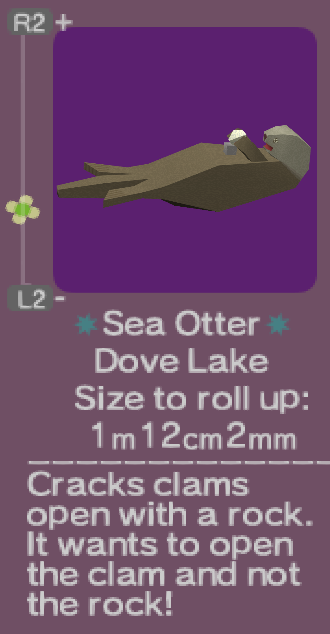 R2 +
L2 -
Sea Otter
Dove Lake
Size to roll up:
1m12cm2mm
Cracks clams
open with a rock.
It wants to open
the clam and not
the rock!